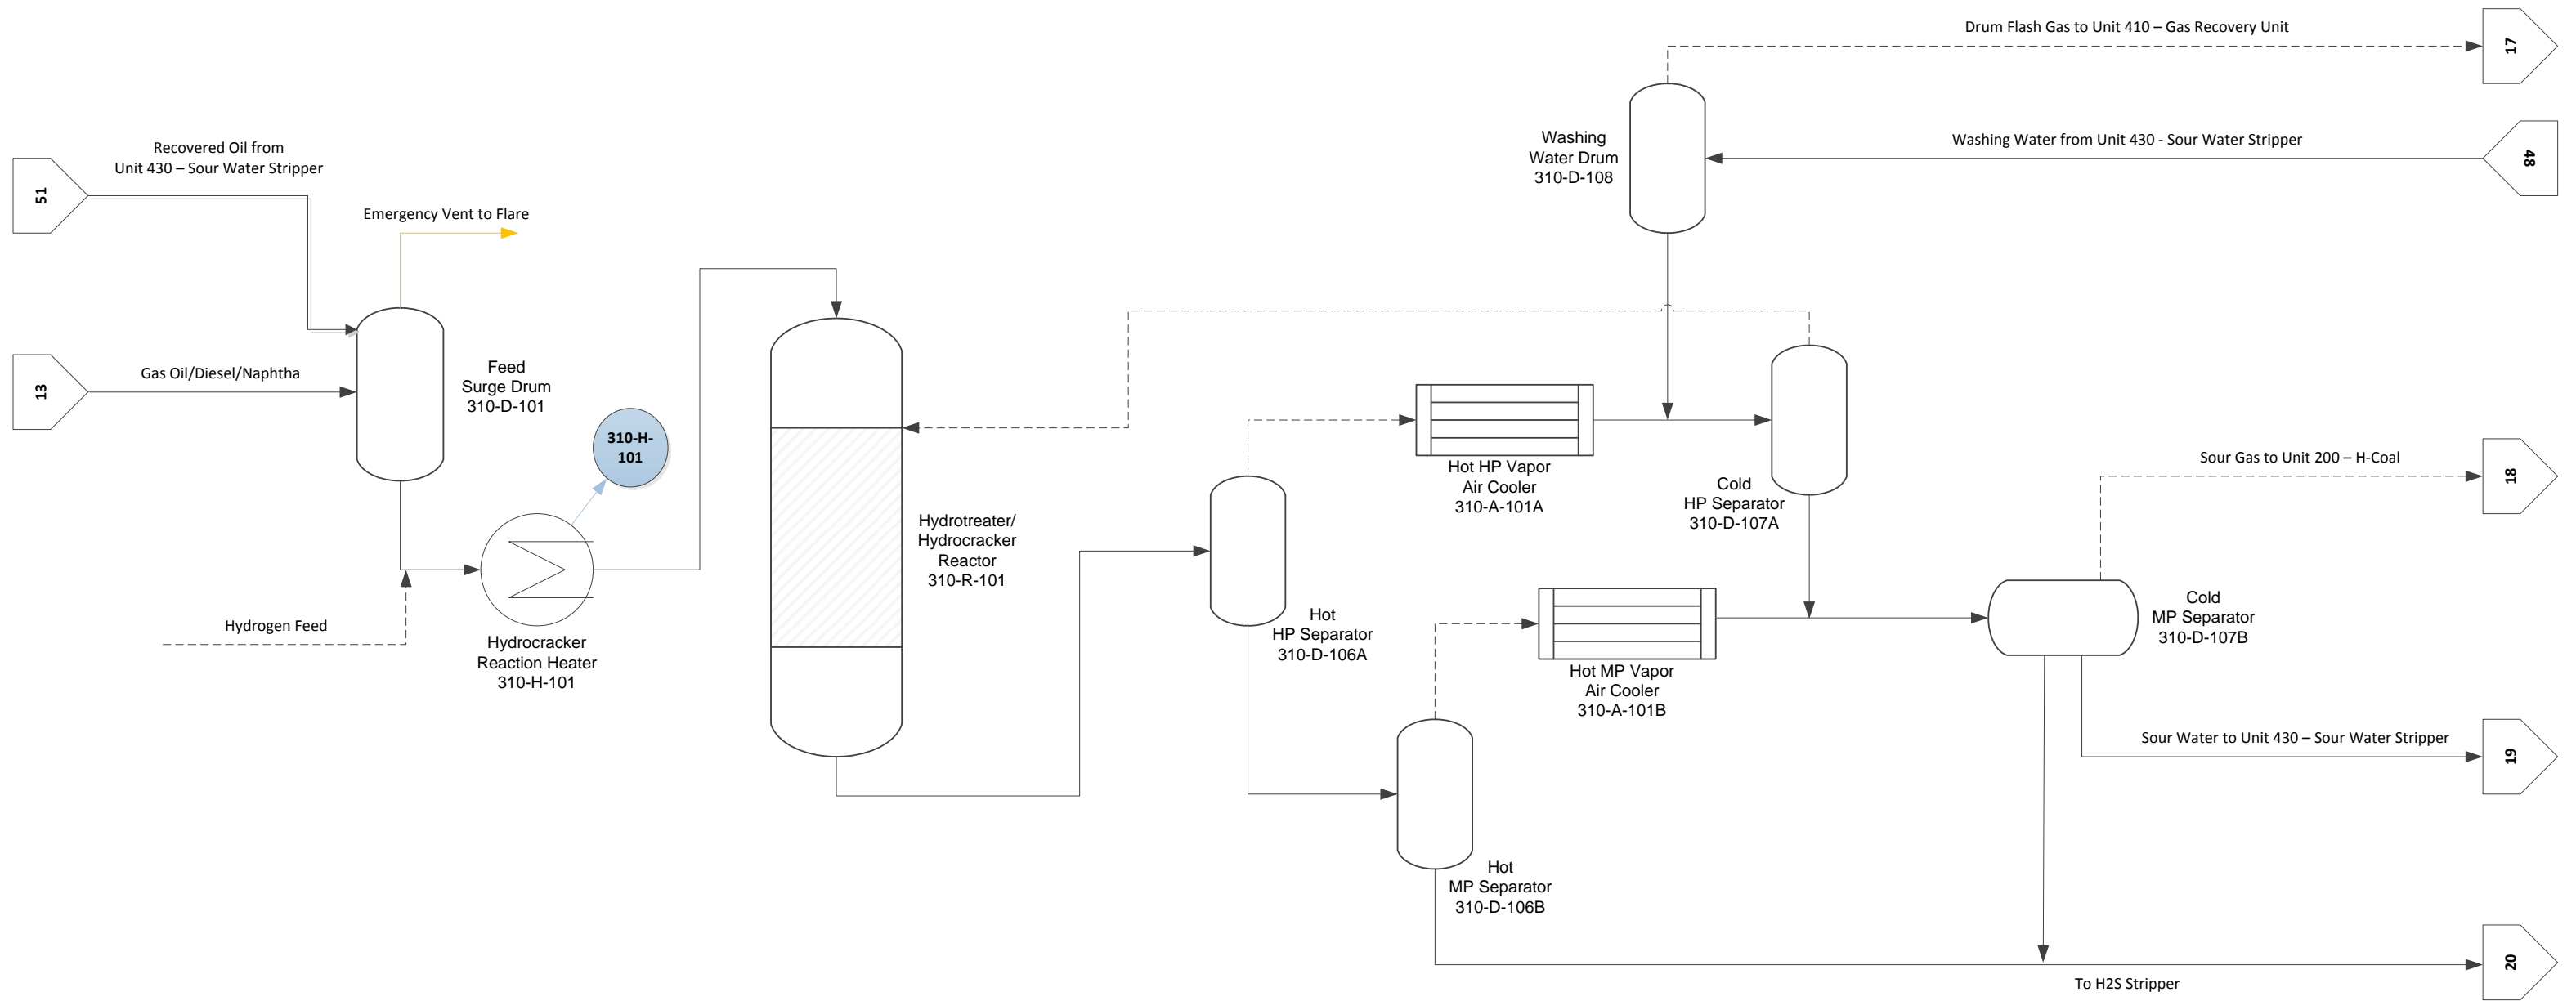 Drum Flash Gas to Unit 410 – Gas Recovery Unit
17
Washing
Water Drum
310-D-108
Washing Water from Unit 430 - Sour Water Stripper
48
Recovered Oil from
Unit 430 – Sour Water Stripper
51
Emergency Vent to Flare
Gas Oil/Diesel/Naphtha
13
Feed
Surge Drum
310-D-101
310-H-
101
Hydrogen Feed
Hydrocracker
Reaction Heater
310-H-101
Hydrotreater/
Hydrocracker
Reactor
310-R-101
Hot HP Vapor
Air Cooler
310-A-101A
Cold
HP Separator
310-D-107A
Sour Gas to Unit 200 – H-Coal
18
Hot
HP Separator
310-D-106A
Hot MP Vapor
Air Cooler
310-A-101B
Cold
MP Separator
310-D-107B
Sour Water to Unit 430 – Sour Water Stripper
19
Hot
MP Separator
310-D-106B
20
To H2S Stripper